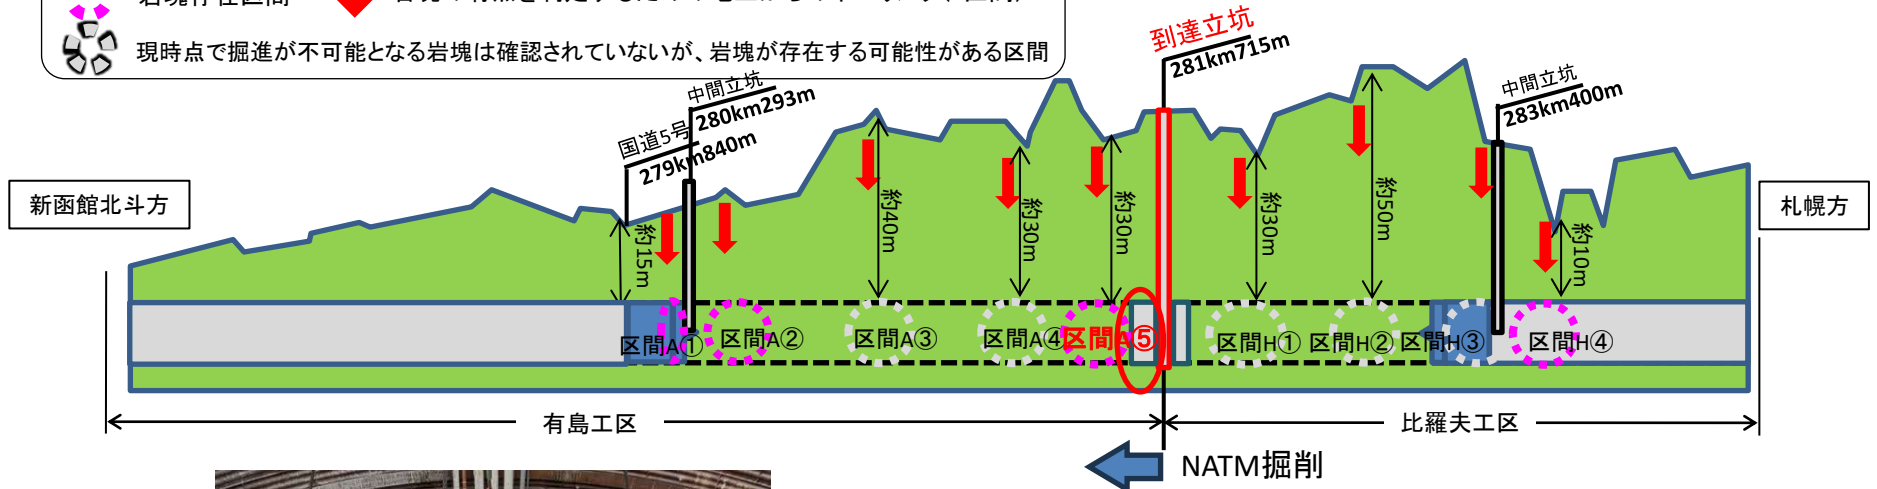 岩塊存在区間
現時点で掘進が不可能となる岩塊は確認されていないが、岩塊が存在する可能性がある区間
到達立坑
281km715m
中間立坑
280km293m
国道5号
279km840m
中間立坑
283km400m
新函館北斗方
札幌方
約15m
約40m
約30m
約30m
約30m
約50m
約10m
区間A①
区間A②
区間A③
区間A④
区間A⑤
区間H①
区間H②
区間H③
区間H④
有島工区
比羅夫工区
NATM掘削